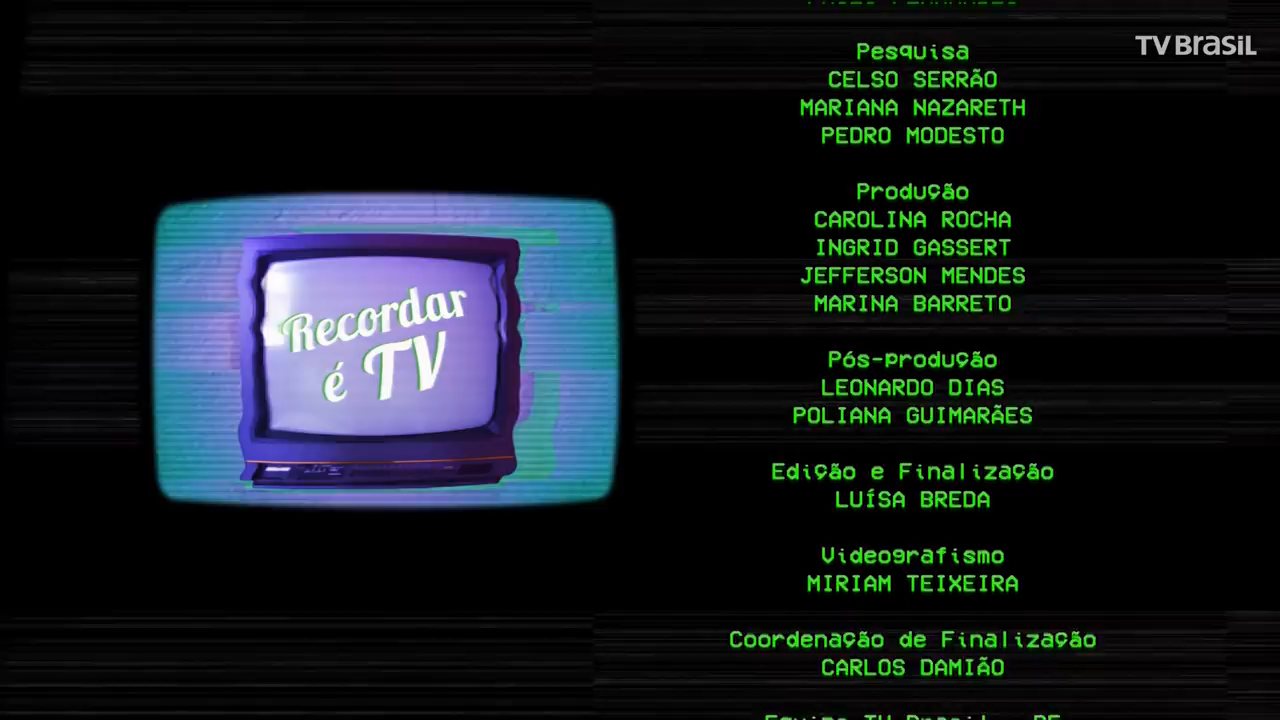 TV BRASIL
Pesquisa
CELSO SERRÃO
MARIANA NAZARETH
PEDRO MODESTO
Produção
CAROLINA ROCHA
INGRID GASSERT
JEFFERSON MENDES
MARINA BARRETO
Pós-produção
LEONARDO DIAS
POLIANA GUIMARÃES
Edição e Finalização
LUÍSA BREDA
Videografismo
MIRIAM TEIXEIRA
Coordenação de Finalização
CARLOS DAMIÃO
Recordar
é TV